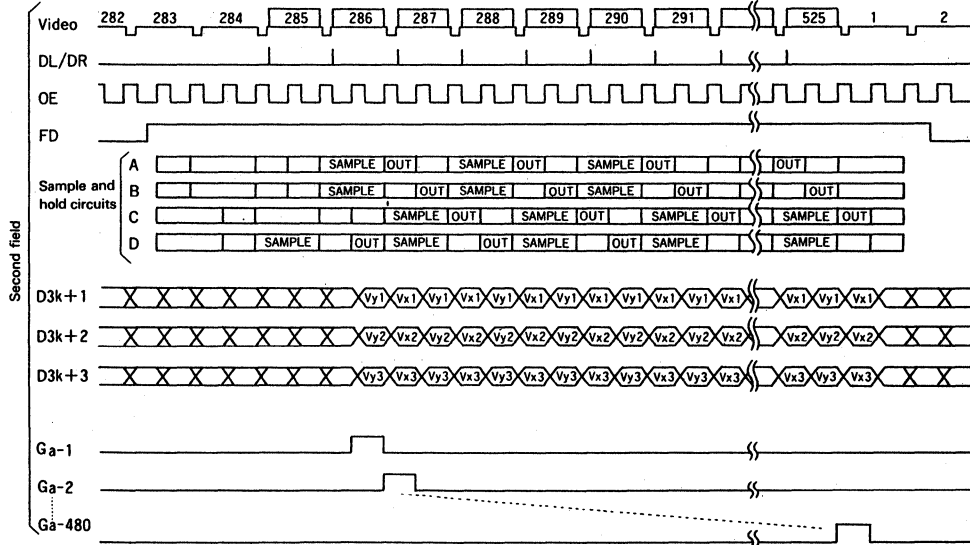 Second field
Video 282 283 284 285 286 287 288 289 290 291 525 1 2
DL/DR
OE
FD
Sample and hold circuits
A SAMPLE OUT SAMPLE OUT SAMPLE OUT OUT
B SAMPLE OUT SAMPLE OUT SAMPLE OUT OUT
C SAMPLE OUT SAMPLE OUT SAMPLE OUT SAMPLE OUT
D SAMPLE OUT SAMPLE OUT SAMPLE OUT SAMPLE SAMPLE
D3k+1 Vy1 Vx1 Vy1 Vx1 Vy1 Vx1 Vy1 Vx1 Vy1 Vx1 Vy1 Vx1 Vx1 Vy1 Vx1
D3k+2 Vy2 Vx2 Vy2 Vx2 Vy2 Vx2 Vy2 Vx2 Vy2 Vx2 Vy2 Vx2 Vx2 Vy2 Vx2
D3k+3 Vy3 Vx3 Vy3 Vx3 Vy3 Vx3 Vy3 Vx3 Vy3 Vx3 Vy3 Vx3 Vx3 Vy3 Vx3
Ga-1
Ga-2
Ga-480